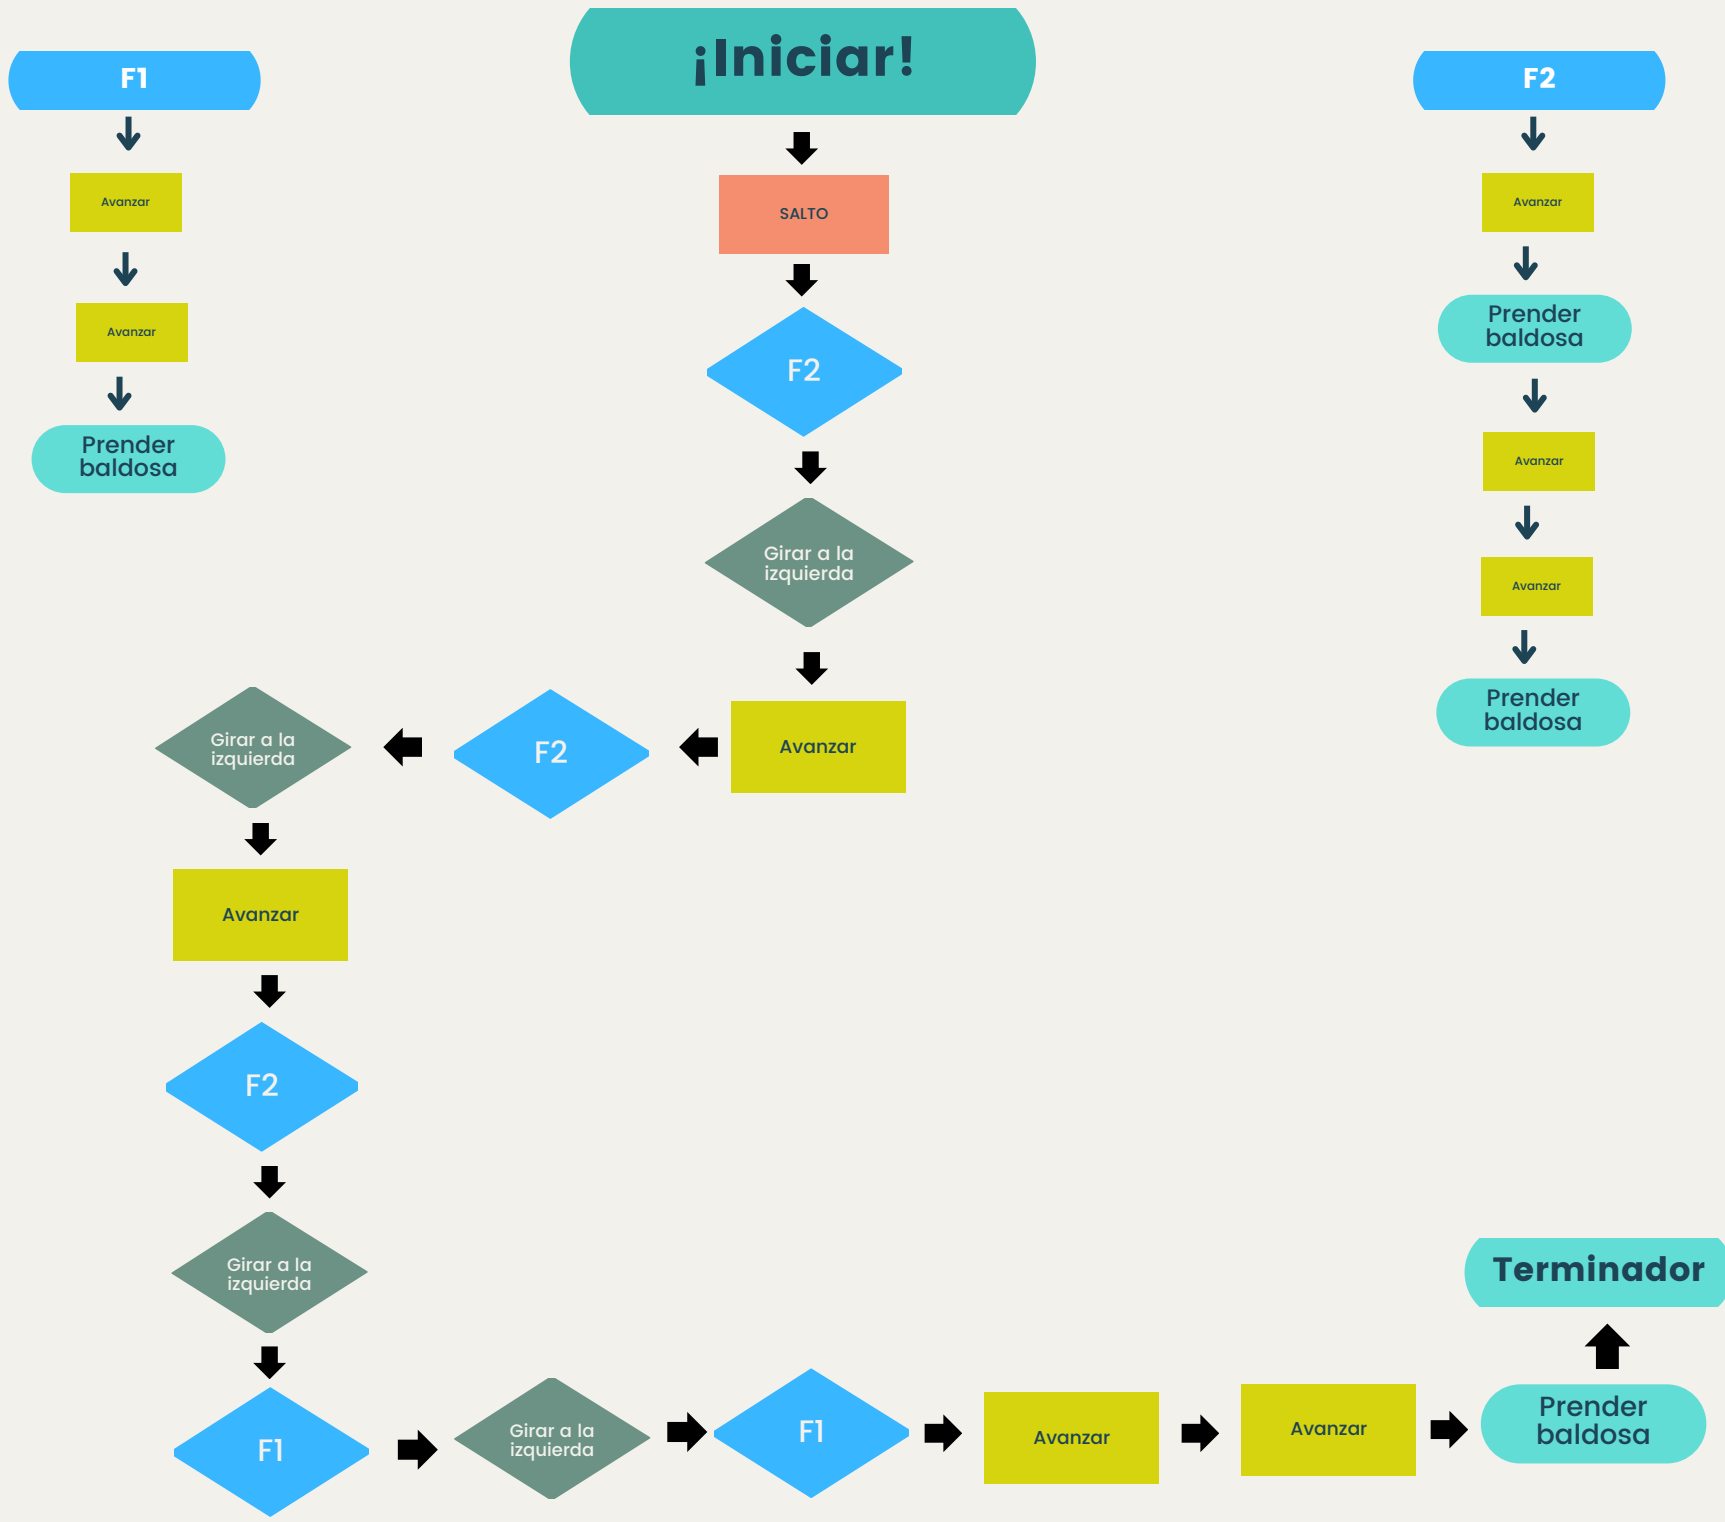 F1
Avanzar
Avanzar
Prender
baldosa
¡Iniciar!
SALTO
F2
Girar a la
izquierda
Avanzar
F2
Girar a la
izquierda
Avanzar
F2
Girar a la
izquierda
F1
Girar a la
izquierda
F1
Avanzar
Avanzar
Prender
baldosa
Terminador
F2
Avanzar
Prender
baldosa
Avanzar
Avanzar
Prender
baldosa